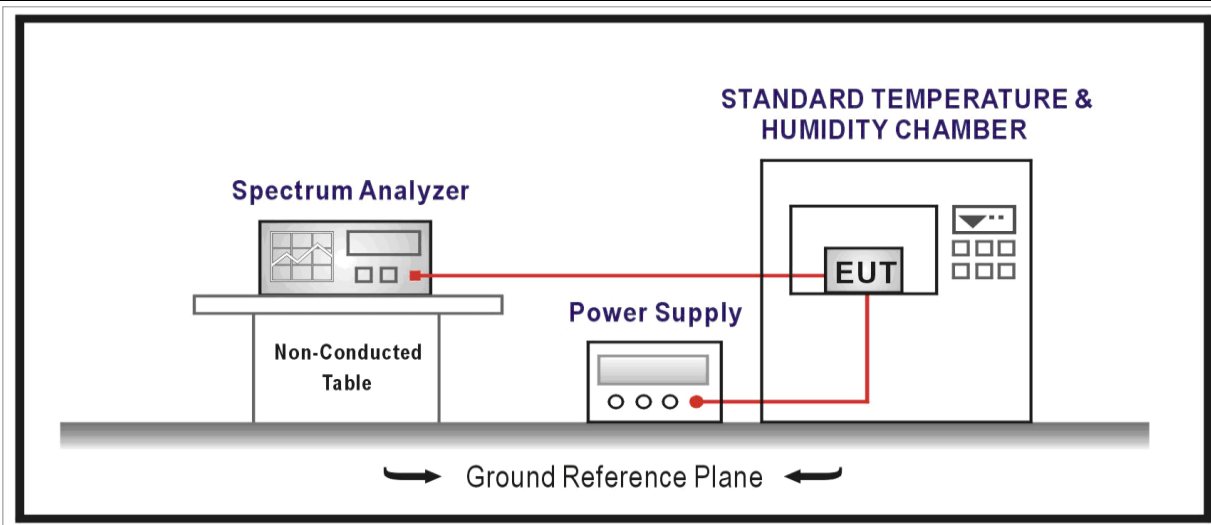 STANDARD TEMPERATURE &
HUMIDITY CHAMBER
Spectrum Analyzer
EUT
Power Supply
Non-Conducted
Table
Ground Reference Plane